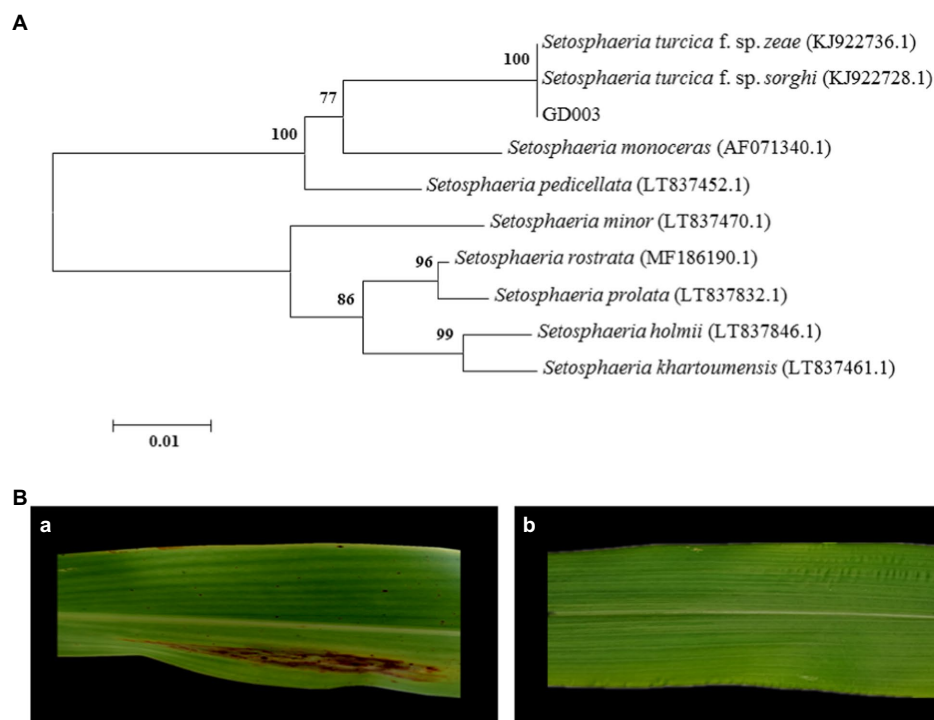 A
Setosphaeria turcica f. sp. zeae (KJ922736.1)
100
Setosphaeria turcica f. sp. sorghi (KJ922728.1)
77
GD003
100
Setosphaeria monoceras (AF071340.1)
Setosphaeria pedicellata (LT837452.1)
Setosphaeria minor (LT837470.1)
96
Setosphaeria rostrata (MF186190.1)
86
Setosphaeria prolata (LT837832.1)
99
Setosphaeria holmii (LT837846.1)
Setosphaeria khartoumensis (LT837461.1)
0.01
B
a
b